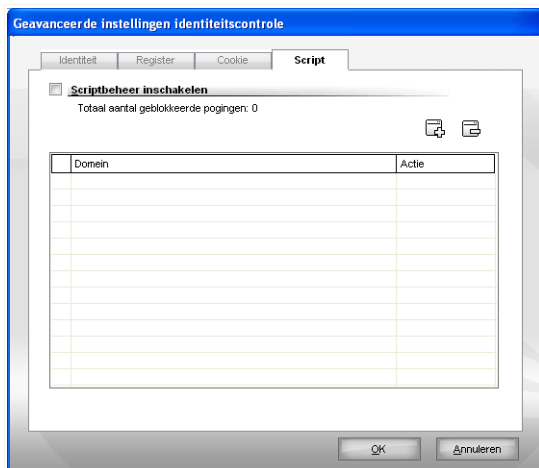 Geavanceerde instellingen identiteitscontrole
Identiteit Register Cookie Script
Scriptbeheer inschakelen
Totaal aantal geblokkeerde pogingen: 0
Domein Actie
OK Annuleren